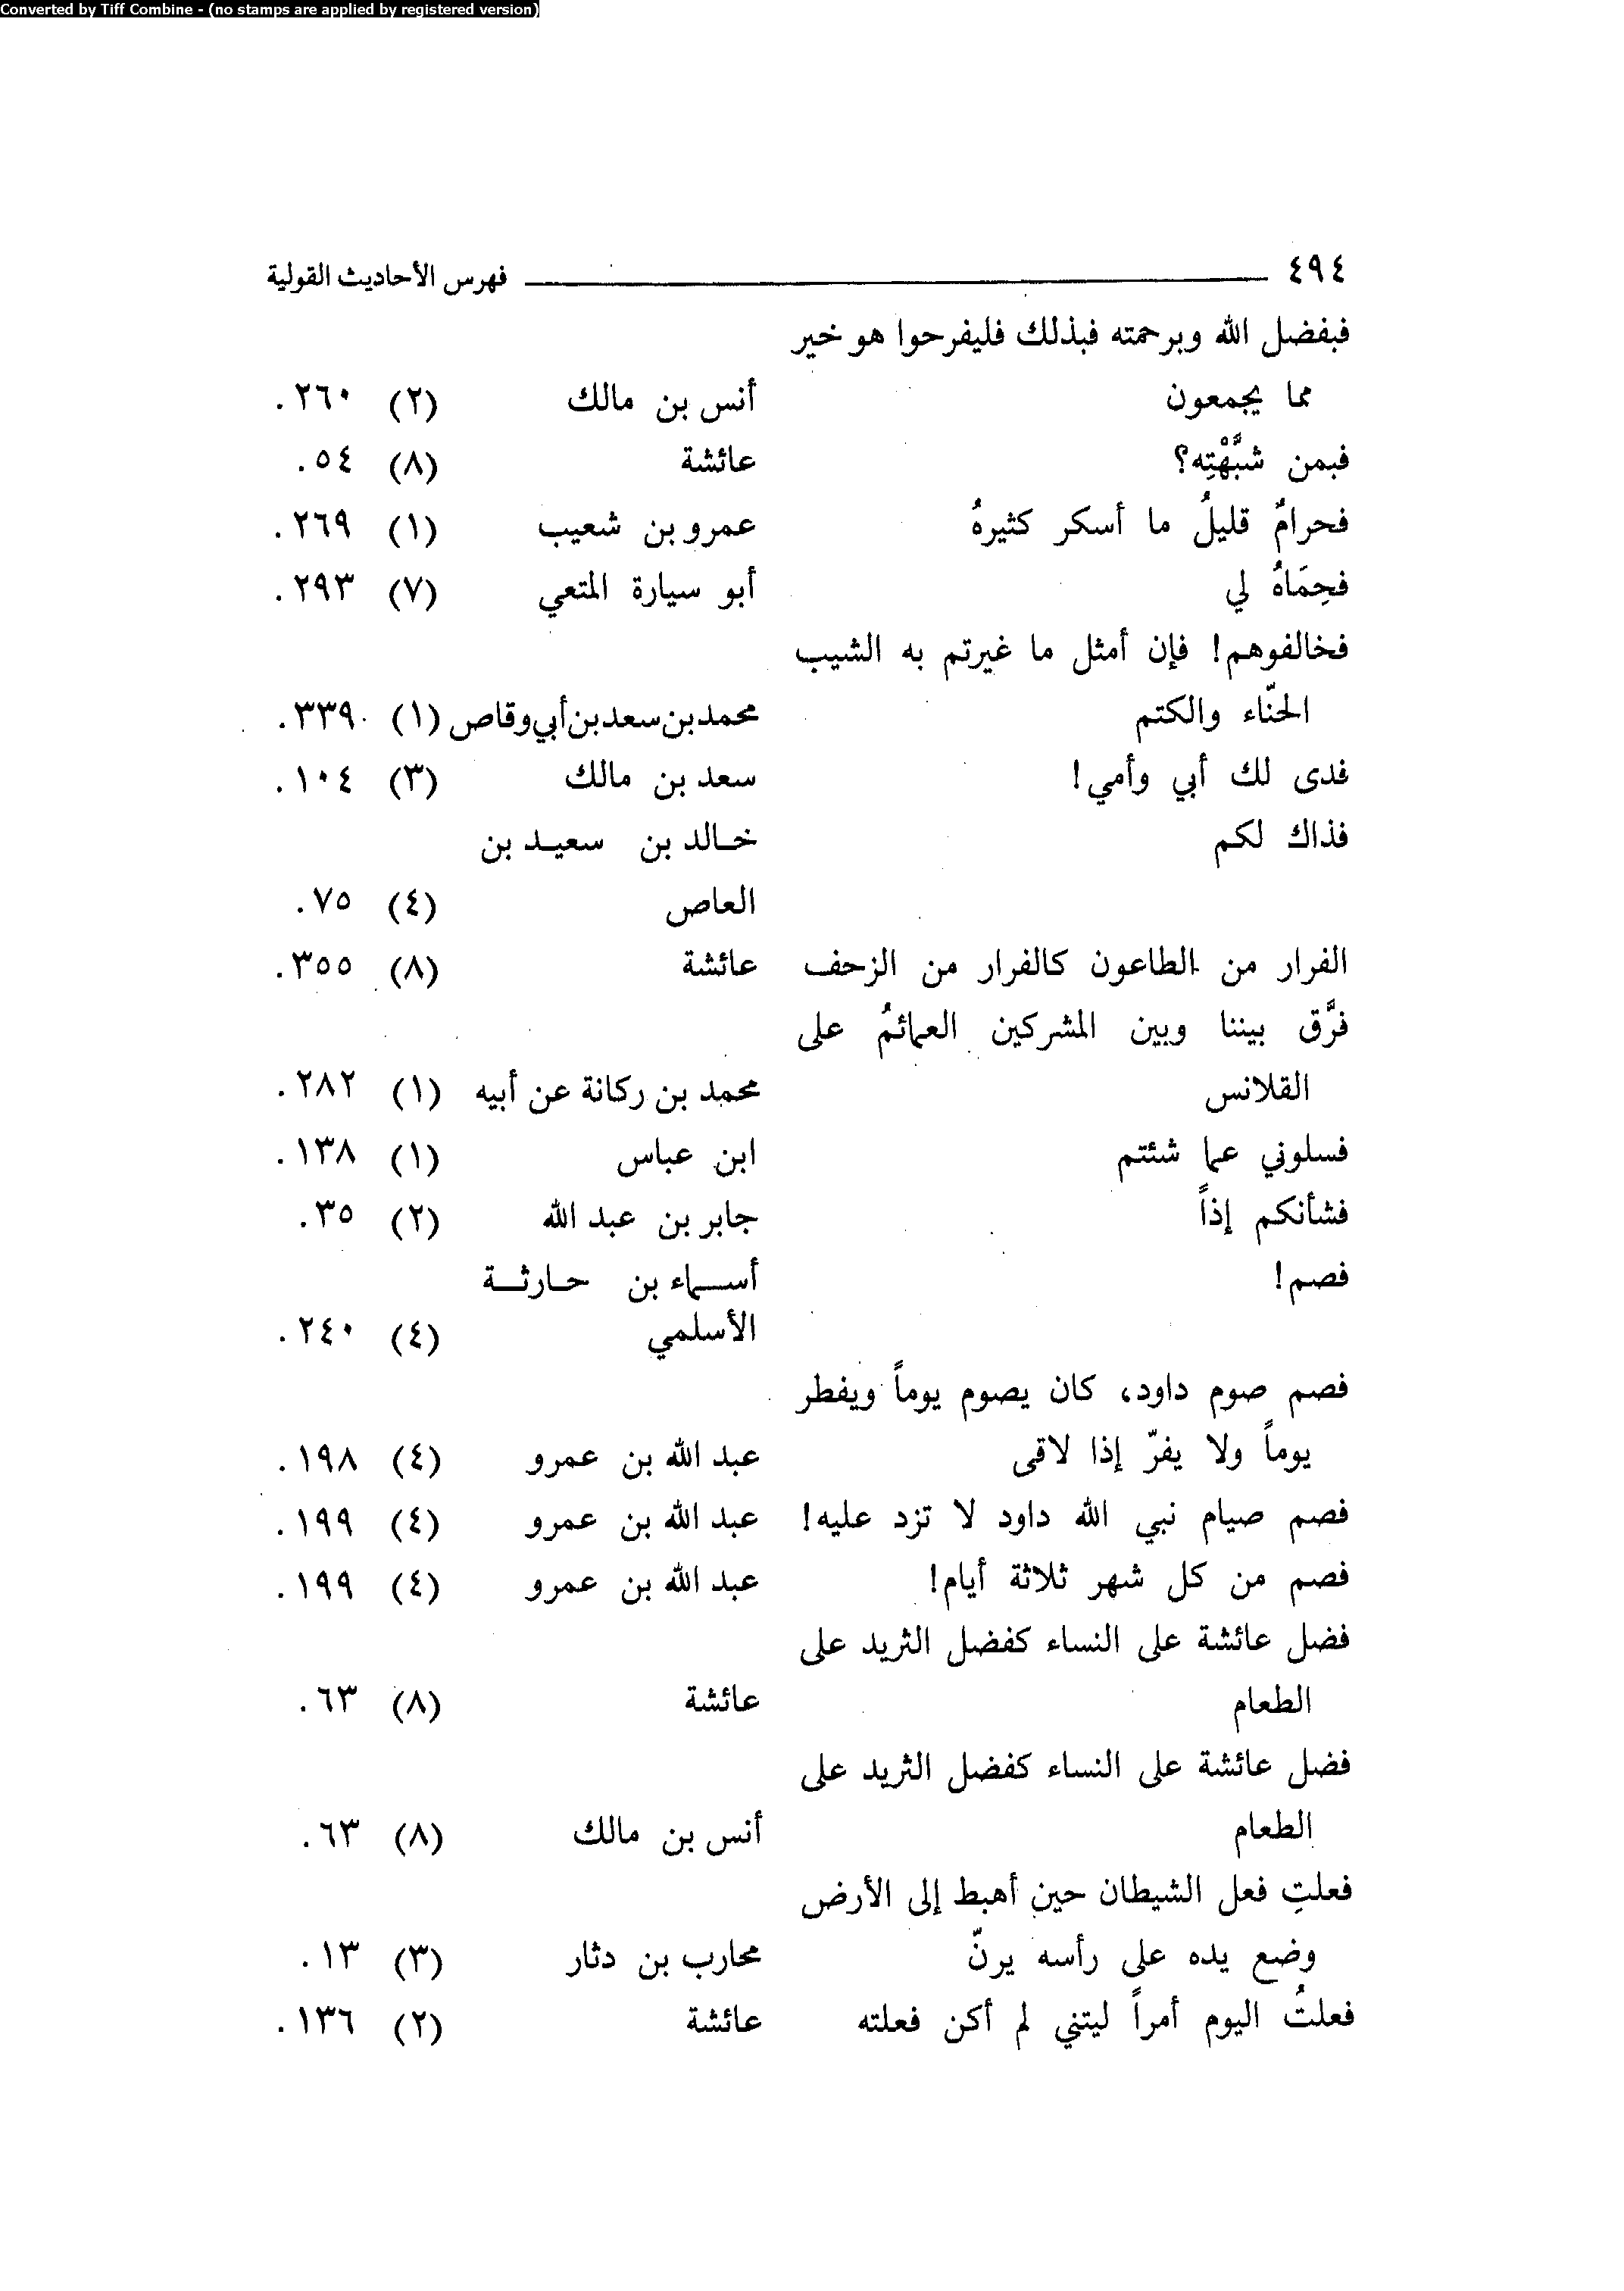 Converted by Tiff Combine - (no stamps are applied by registered version)
٤٩٤ فهرس الأحاديث القولية
فبفضل الله وبرحمته فبذلك فليفرحوا هو خير
مما يجمعون أنس بن مالك (٢) ٢٦٠.
فبمن شبَّهْتِه؟ عائشة (٨) ٥٤.
فحرامٌ قليلُ ما أسكر كثيرهُ عمرو بن شعيب (١) ٢٦٩.
فحِمَاهُ لي أبو سيارة المتعي (٧) ٢٩٣.
فخالفوهم! فإن أمثل ما غيرتم به الشيب
الحنّاء والكتم محمد بن سعد بن أبي وقاص (١) ٣٣٩.
فدى لك أبي وأمي! سعد بن مالك (٣) ١٠٤.
فذاك لكم خالد بن سعيد بن
العاص (٤) ٧٥.
الفرار من الطاعون كالفرار من الزحف عائشة (٨) ٣٥٥.
فرَّق بيننا وبين المشركين العمائمُ على
القلانس محمد بن ركانة عن أبيه (١) ٢٨٢.
فسلوني عما شئتم ابن عباس (١) ١٣٨.
فشأنكم إذاً جابر بن عبد الله (٢) ٣٥.
فصم! أسماء بن حارثة
الأسلمي (٤) ٢٤٠.
فصم صوم داود، كان يصوم يوماً ويفطر
يوماً ولا يفرّ إذا لاقى عبد الله بن عمرو (٤) ١٩٨.
فصم صيام نبي الله داود لا تزد عليه! عبد الله بن عمرو (٤) ١٩٩.
فصم من كل شهر ثلاثة أيام! عبد الله بن عمرو (٤) ١٩٩.
فضل عائشة على النساء كفضل الثريد على
الطعام عائشة (٨) ٦٣.
فضل عائشة على النساء كفضل الثريد على
الطعام أنس بن مالك (٨) ٦٣.
فعلتِ فعل الشيطان حين أهبط إلى الأرض
وضع يده على رأسه يرنّ محارب بن دثار (٣) ١٣.
فعلتُ اليوم أمراً ليتني لم أكن فعلته عائشة (٢) ١٣٦.